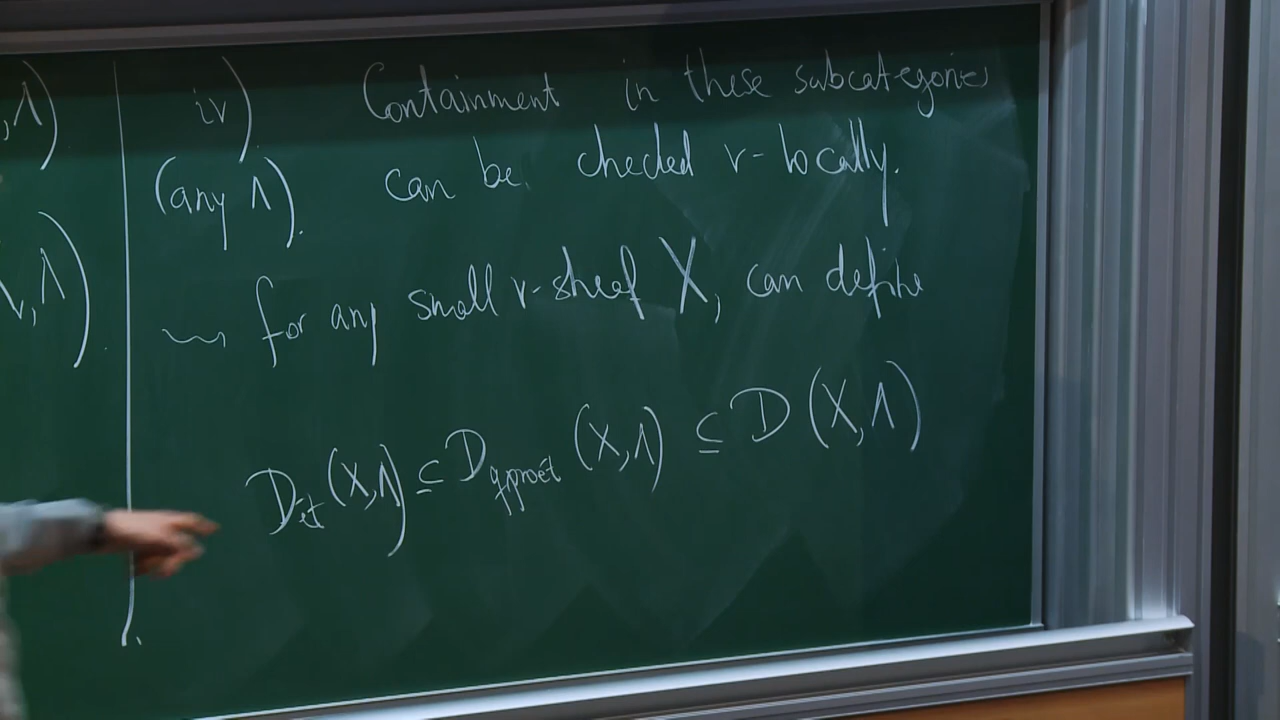 ,Λ)
,Λ).
iv) Containment in these subcategories
(any Λ). can be checked v-locally.
⇝ for any small v-sheaf X, can define
D_ét(X,Λ) ⊆ D_qproét(X,Λ) ⊆ D(X,Λ)